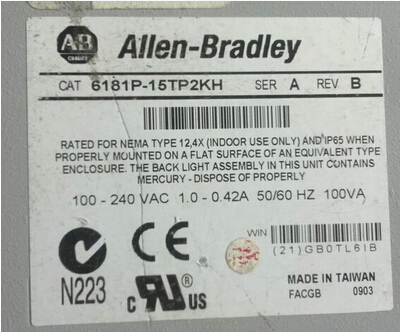 AB Allen-Bradley
CAT 6181P-15TP2KH SER A REV B
RATED FOR NEMA TYPE 12,4X (INDOOR USE ONLY) AND IP65 WHEN
PROPERLY MOUNTED ON A FLAT SURFACE OF AN EQUIVALENT TYPE
ENCLOSURE. THE BACK LIGHT ASSEMBLY IN THIS UNIT CONTAINS
MERCURY - DISPOSE OF PROPERLY
100 - 240 VAC 1.0 - 0.42A 50/60 HZ 100VA
WIN
(21)GB0TL6IB
N223
CE
C UR ® US
MADE IN TAIWAN
FACGB 0903